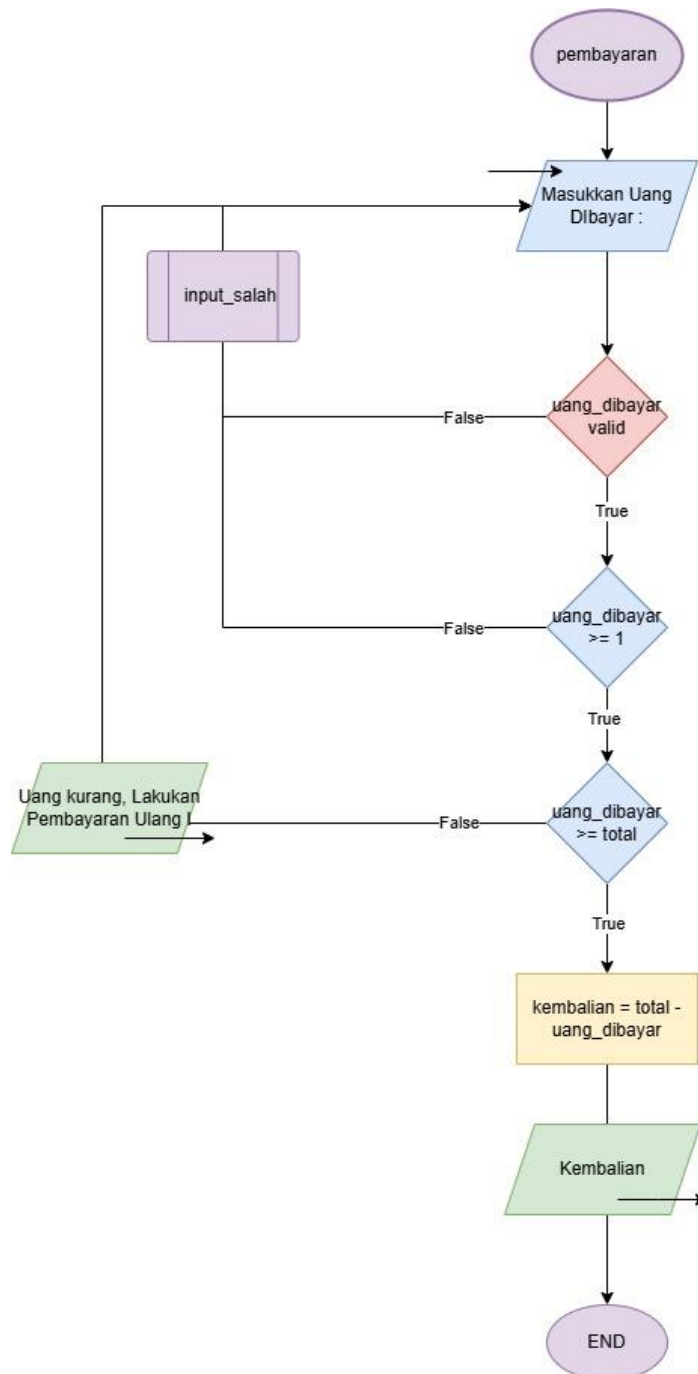 pembayaran
Masukkan Uang
DIbayar :
input_salah
uang_dibayar
valid
False
True
uang_dibayar
>= 1
False
True
Uang kurang, Lakukan
Pembayaran Ulang !
uang_dibayar
>= total
False
True
kembalian = total -
uang_dibayar
Kembalian
END